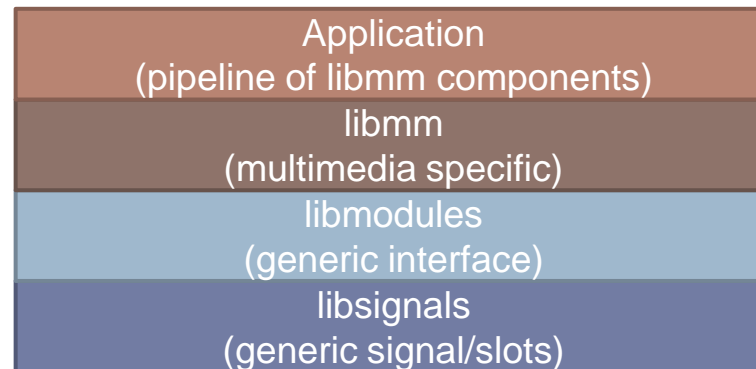 Application
(pipeline of libmm components)
libmm
(multimedia specific)
libmodules
(generic interface)
libsignals
(generic signal/slots)